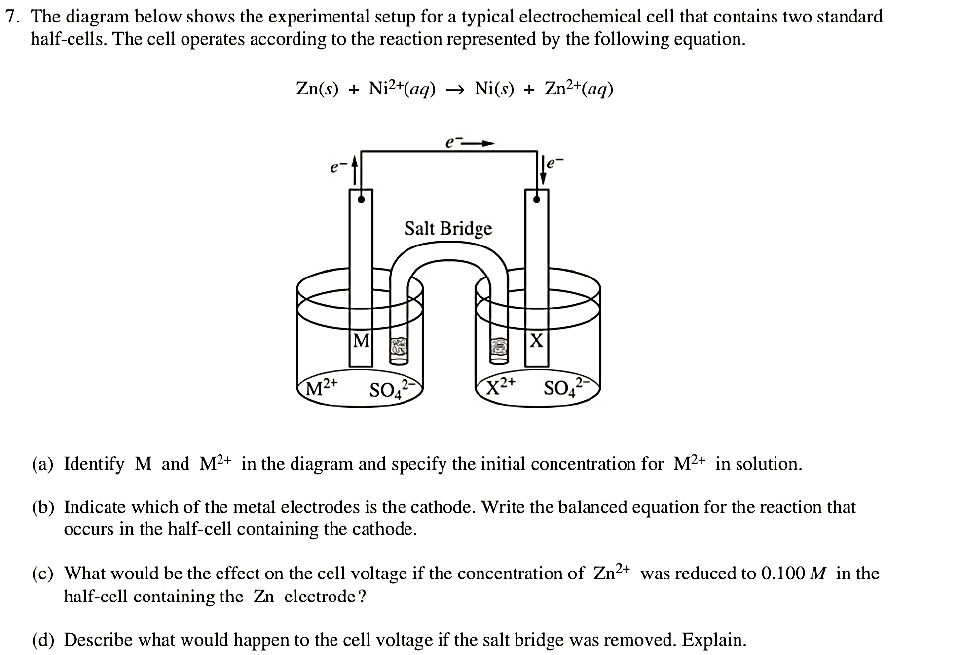 7. The diagram below shows the experimental setup for a typical electrochemical cell that contains two standard
half-cells. The cell operates according to the reaction represented by the following equation.
Zn(s) + Ni²⁺(aq) → Ni(s) + Zn²⁺(aq)
e⁻
e⁻ e⁻
Salt Bridge
M X
M²⁺ SO₄²⁻ X²⁺ SO₄²⁻
(a) Identify M and M²⁺ in the diagram and specify the initial concentration for M²⁺ in solution.
(b) Indicate which of the metal electrodes is the cathode. Write the balanced equation for the reaction that
occurs in the half-cell containing the cathode.
(c) What would be the effect on the cell voltage if the concentration of Zn²⁺ was reduced to 0.100 M in the
half-cell containing the Zn electrode?
(d) Describe what would happen to the cell voltage if the salt bridge was removed. Explain.